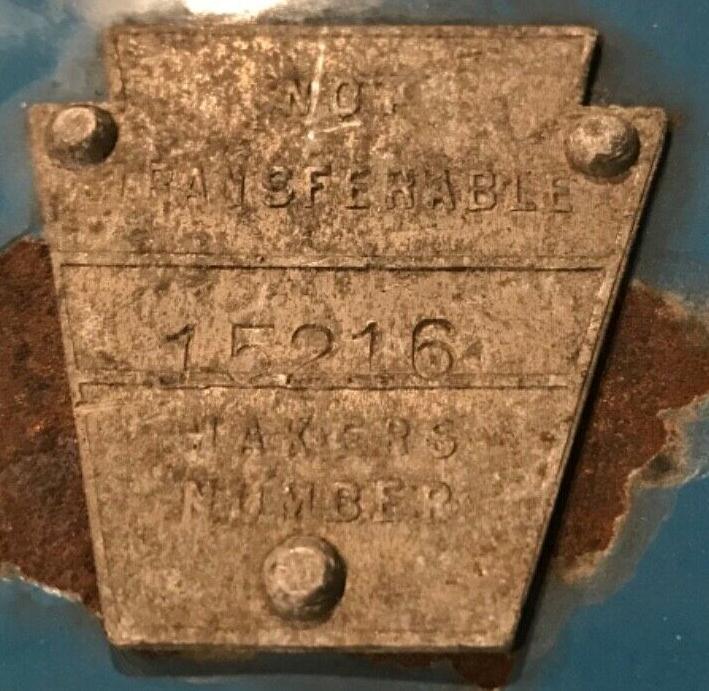 NOT
TRANSFERABLE
15216
MAKERS
NUMBER